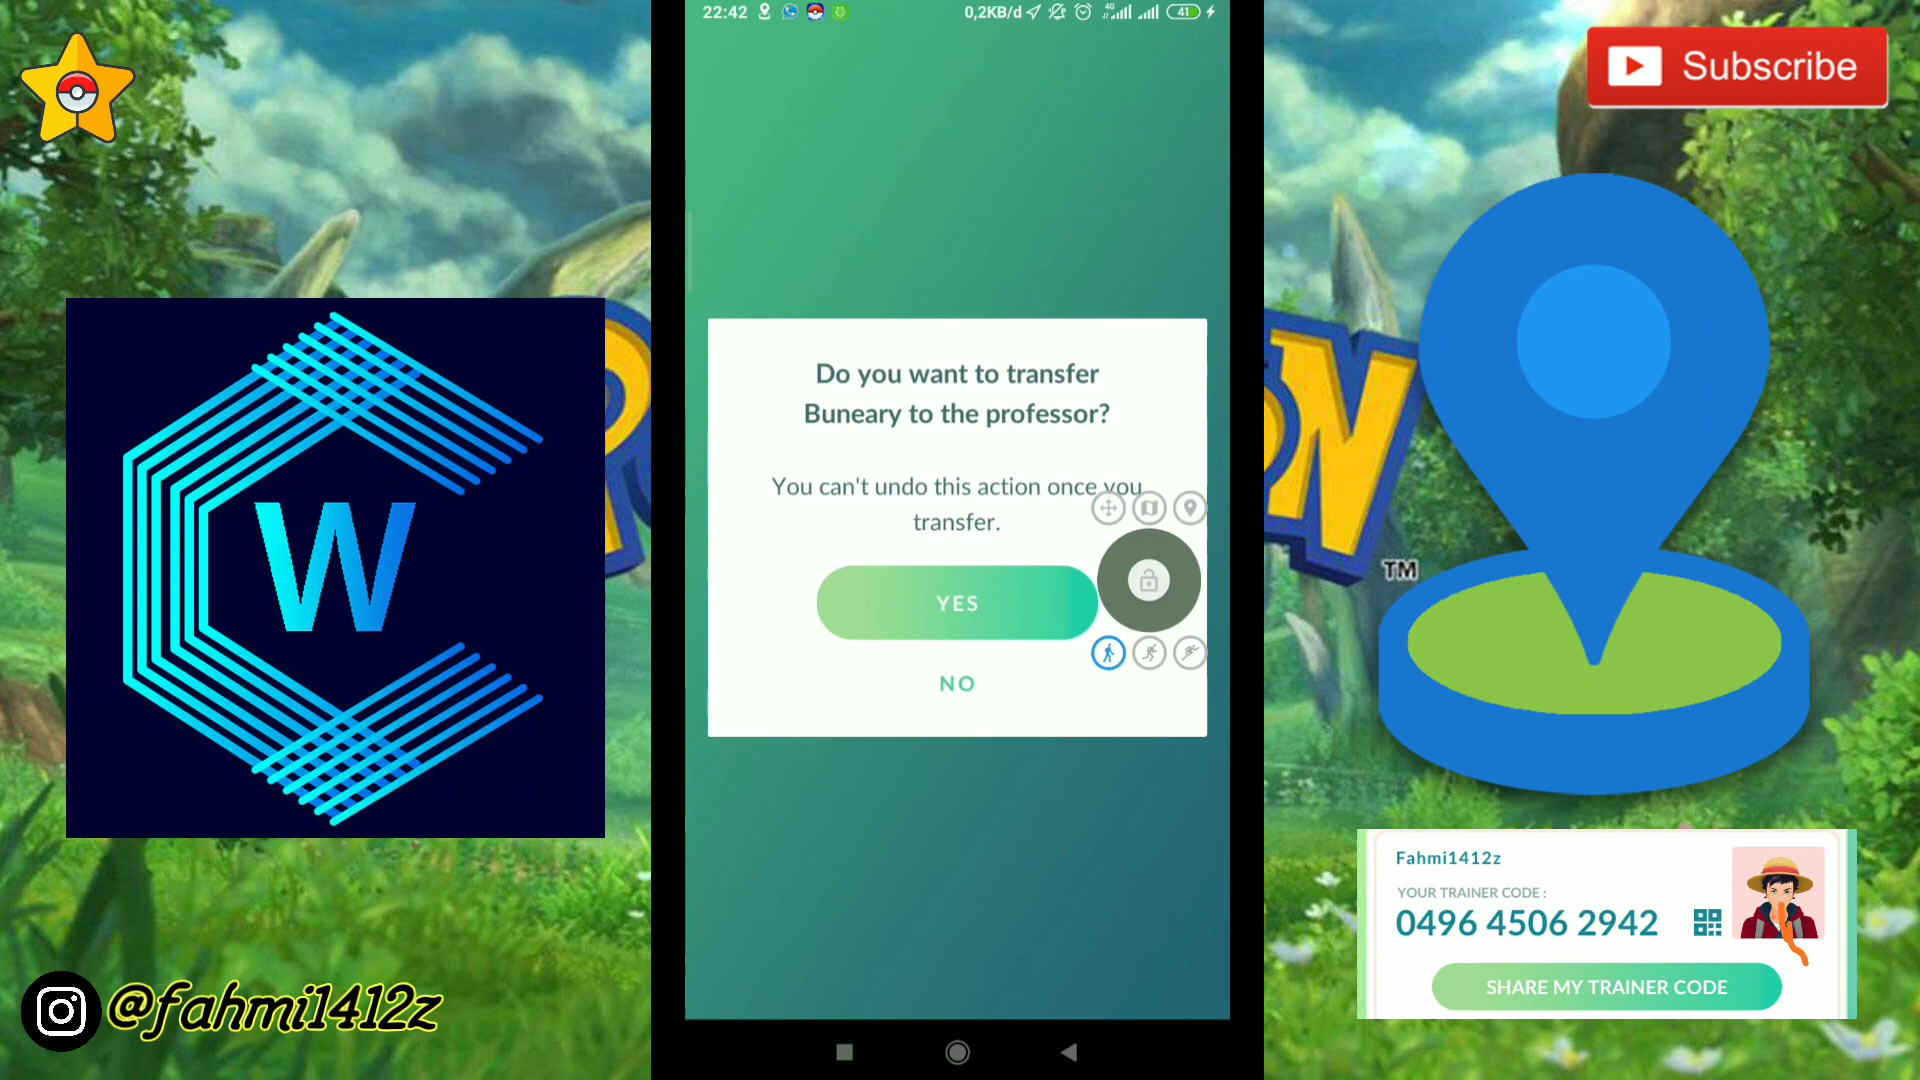 22:42
0,2KB/d
4G
41
Subscribe
Do you want to transfer
Buneary to the professor?
You can't undo this action once you
transfer.
YES
NO
W
N
TM
Fahmi1412z
YOUR TRAINER CODE :
0496 4506 2942
SHARE MY TRAINER CODE
@fahmi1412z